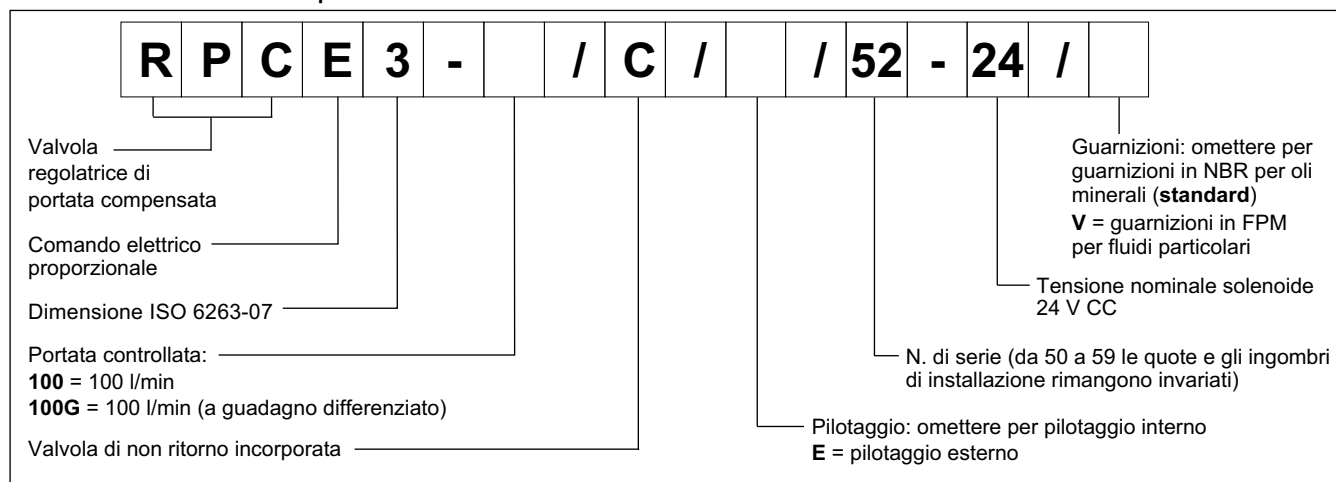 R P C E 3 - / C / / 52 - 24 /
Valvola
regolatrice di
portata compensata
Comando elettrico
proporzionale
Dimensione ISO 6263-07
Portata controllata:
100 = 100 l/min
100G = 100 l/min (a guadagno differenziato)
Valvola di non ritorno incorporata
Guarnizioni: omettere per
guarnizioni in NBR per oli
minerali (standard)
V = guarnizioni in FPM
per fluidi particolari
Tensione nominale solenoide
24 V CC
N. di serie (da 50 a 59 le quote e gli ingombri
di installazione rimangono invariati)
Pilotaggio: omettere per pilotaggio interno
E = pilotaggio esterno